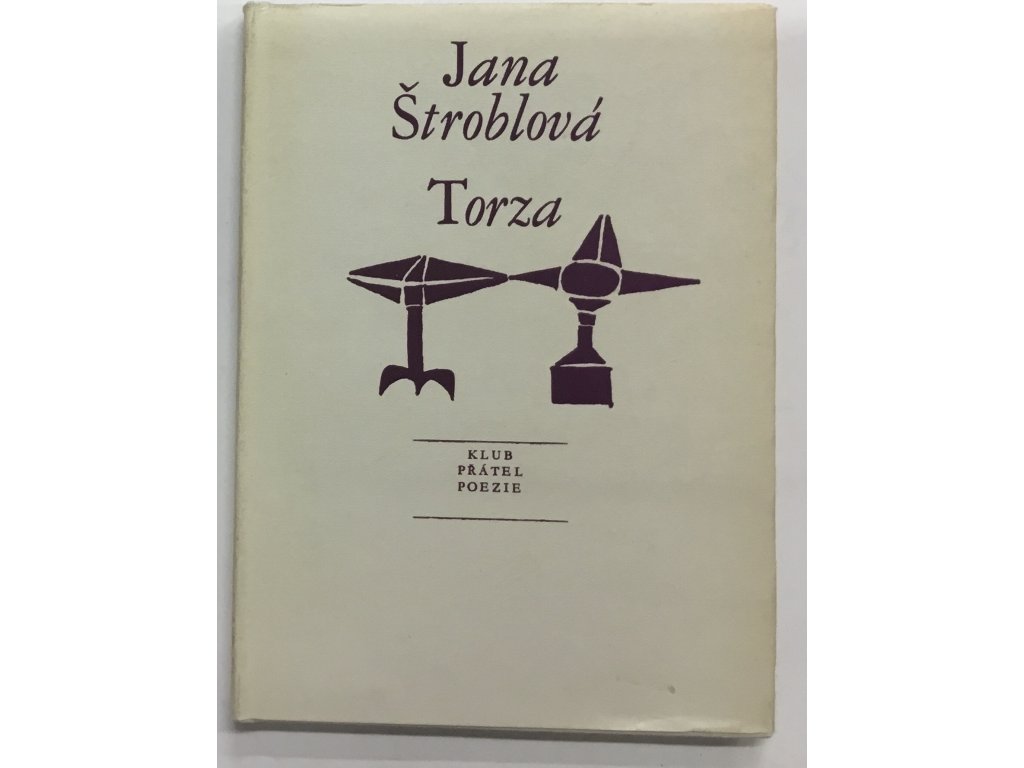 Jana
Štroblová
Torza
KLUB
PŘÁTEL
POEZIE